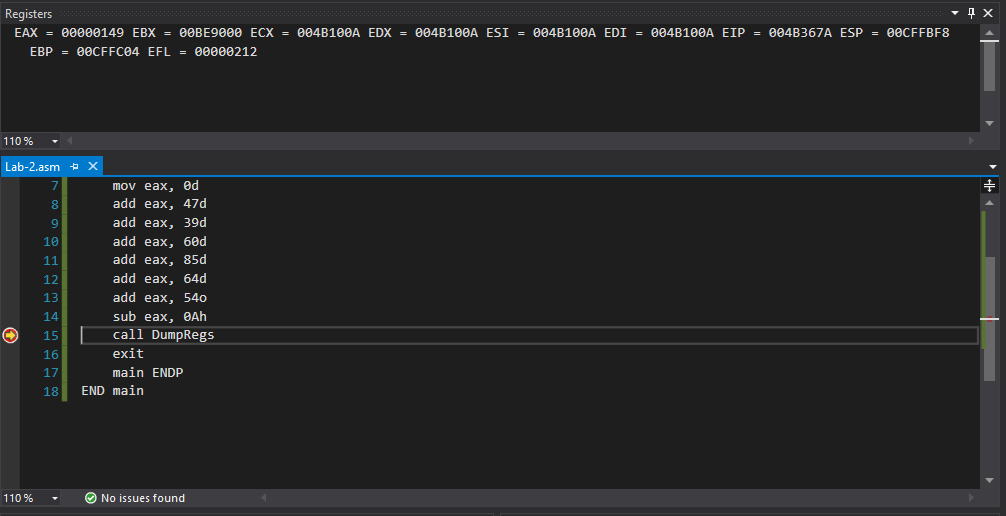 Registers
EAX = 00000149 EBX = 00BE9000 ECX = 004B100A EDX = 004B100A ESI = 004B100A EDI = 004B100A EIP = 004B367A ESP = 00CFFBF8
EBP = 00CFFC04 EFL = 00000212
110 %
Lab-2.asm
7 mov eax, 0d
8 add eax, 47d
9 add eax, 39d
10 add eax, 60d
11 add eax, 85d
12 add eax, 64d
13 add eax, 54o
14 sub eax, 0Ah
15 call DumpRegs
16 exit
17 main ENDP
18 END main
110 % No issues found